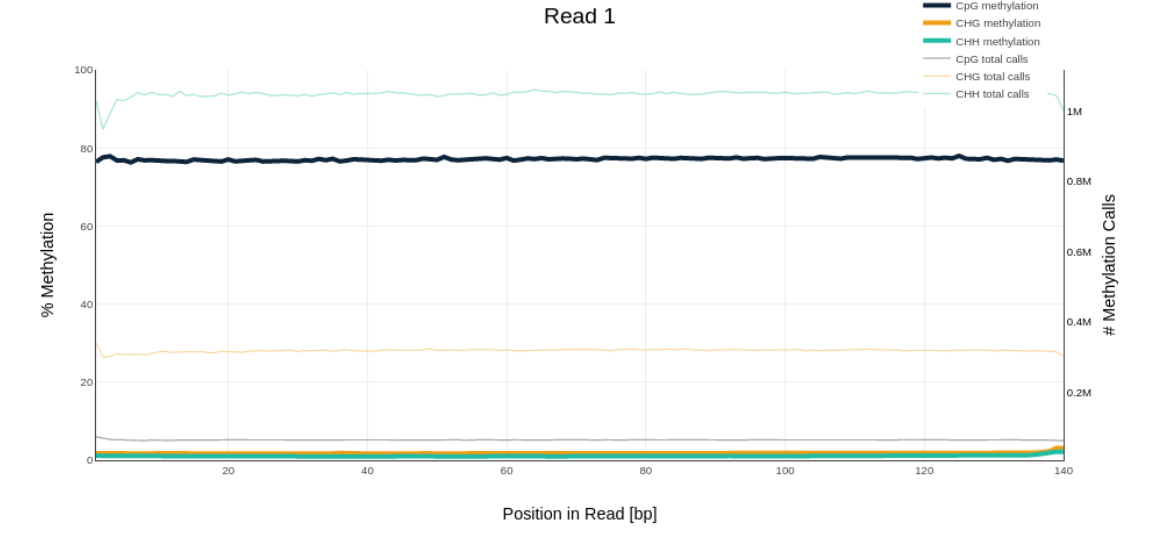 Read 1
CpG methylation
CHG methylation
CHH methylation
CpG total calls
CHG total calls
CHH total calls
100
80
60
40
20
0
1M
0.8M
0.6M
0.4M
0.2M
% Methylation
# Methylation Calls
20
40
60
80
100
120
140
Position in Read [bp]